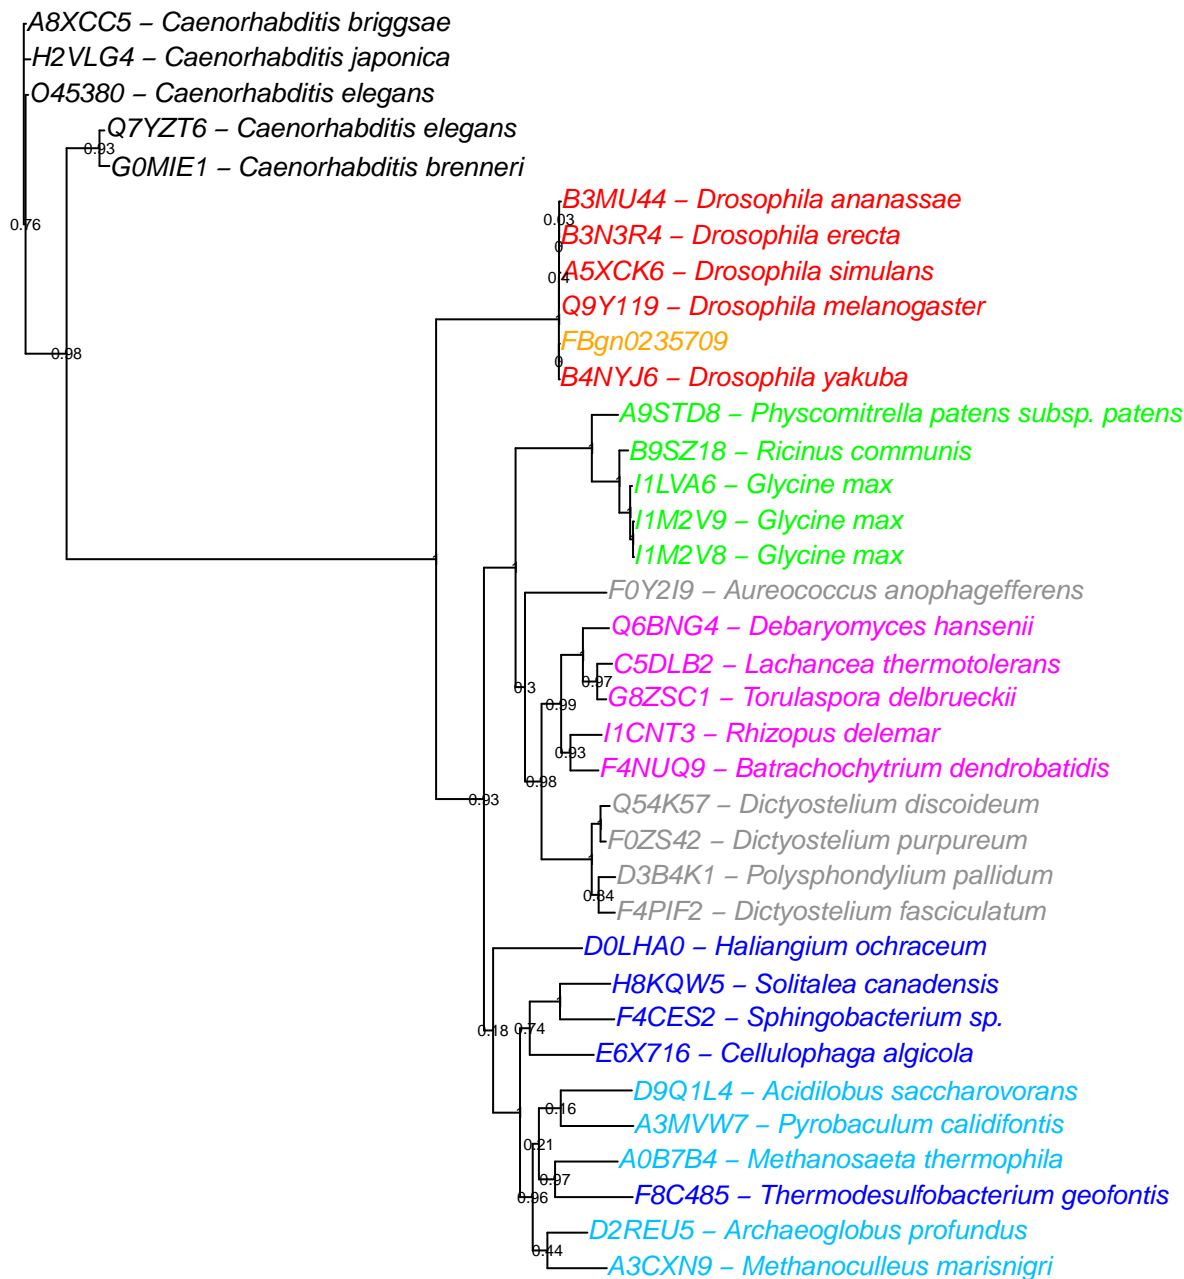 A8XCC5 – Caenorhabditis briggsae
H2VLG4 – Caenorhabditis japonica
O45380 – Caenorhabditis elegans
Q7YZT6 – Caenorhabditis elegans
0.93
G0MIE1 – Caenorhabditis brenneri
B3MU44 – Drosophila ananassae
0.03
0.76
B3N3R4 – Drosophila erecta
0
A5XCK6 – Drosophila simulans
0.4
Q9Y119 – Drosophila melanogaster
FBgn0235709
0.98
0
B4NYJ6 – Drosophila yakuba
A9STD8 – Physcomitrella patens subsp. patens
B9SZ18 – Ricinus communis
I1LVA6 – Glycine max
I1M2V9 – Glycine max
I1M2V8 – Glycine max
F0Y2I9 – Aureococcus anophagefferens
Q6BNG4 – Debaryomyces hansenii
C5DLB2 – Lachancea thermotolerans
0.97
0.3
G8ZSC1 – Torulaspora delbrueckii
0.99
I1CNT3 – Rhizopus delemar
0.93
F4NUQ9 – Batrachochytrium dendrobatidis
0.98
0.93
Q54K57 – Dictyostelium discoideum
F0ZS42 – Dictyostelium purpureum
D3B4K1 – Polysphondylium pallidum
0.84
F4PIF2 – Dictyostelium fasciculatum
D0LHA0 – Haliangium ochraceum
H8KQW5 – Solitalea canadensis
F4CES2 – Sphingobacterium sp.
0.18
0.74
E6X716 – Cellulophaga algicola
D9Q1L4 – Acidilobus saccharovorans
0.16
A3MVW7 – Pyrobaculum calidifontis
0.21
A0B7B4 – Methanosaeta thermophila
0.97
0.96
F8C485 – Thermodesulfobacterium geofontis
D2REU5 – Archaeoglobus profundus
0.44
A3CXN9 – Methanoculleus marisnigri